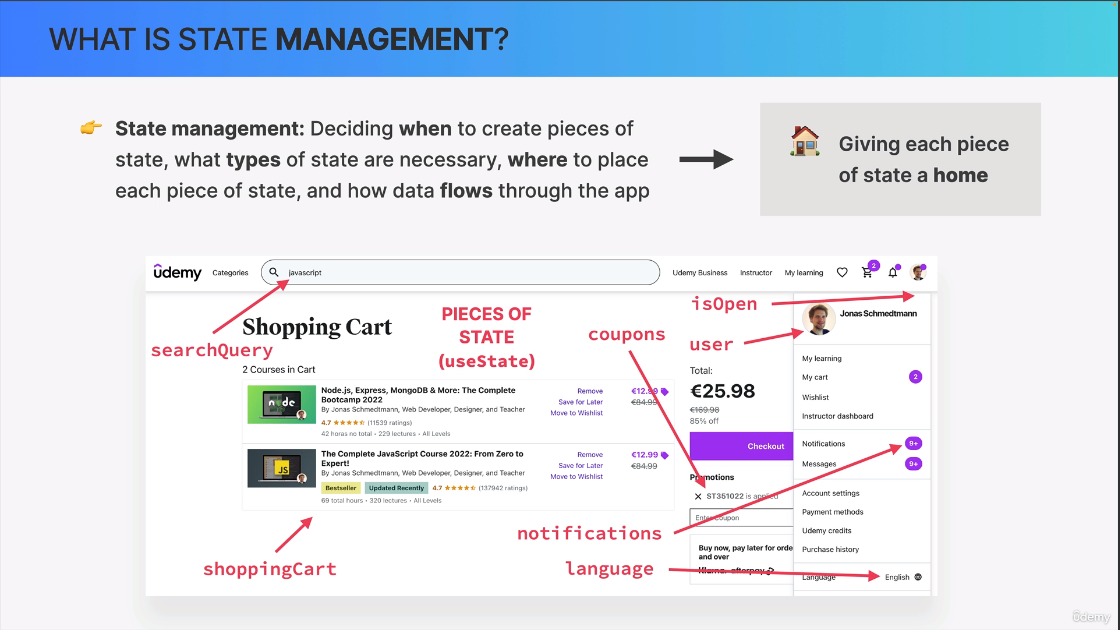 WHAT IS STATE MANAGEMENT?
👉 State management: Deciding when to create pieces of
state, what types of state are necessary, where to place
each piece of state, and how data flows through the app
Giving each piece
of state a home
ûdemy
Categories
javascript
Udemy Business
Instructor
My learning
2
Shopping Cart
searchQuery
2 Courses in Cart
PIECES OF
STATE
(useState)
node
Node.js, Express, MongoDB & More: The Complete
Bootcamp 2022
By Jonas Schmedtmann, Web Developer, Designer, and Teacher
4.7 ★★★★★ (11539 ratings)
42 horas no total • 229 lectures • All Levels
Remove
Save for Later
Move to Wishlist
€12.99
€84.99
JS
The Complete JavaScript Course 2022: From Zero to
Expert!
By Jonas Schmedtmann, Web Developer, Designer, and Teacher
Bestseller
Updated Recently
4.7 ★★★★★ (137942 ratings)
69 total hours • 320 lectures • All Levels
Remove
Save for Later
Move to Wishlist
€12.99
€84.99
shoppingCart
coupons
isOpen
user
Total:
€25.98
€169.98
85% off
Checkout
Promotions
ST351022 is applied
Enter Coupon
Buy now, pay later for orde
and over
Klarna. afterpay
notifications
language
Jonas Schmedtmann
My learning
My cart
2
Wishlist
Instructor dashboard
Notifications
9+
Messages
9+
Account settings
Payment methods
Udemy credits
Purchase history
Language
English
ûdemy